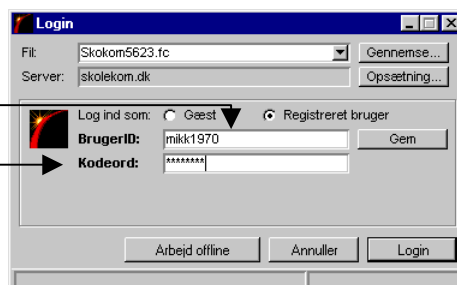 Login
Fil: Skokom5623.fc Gennemse...
Server: skolekom.dk Opsætning...
Log ind som: Gæst Registreret bruger
BrugerID: mikk1970 Gem
Kodeord: ********
Arbejd offline Annuller Login